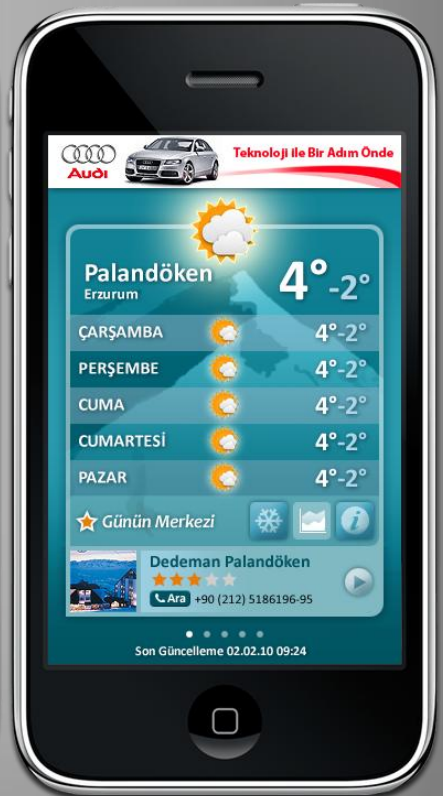 Audi
Teknoloji ile Bir Adım Önde
Palandöken
Erzurum
4°-2°
ÇARŞAMBA 4°-2°
PERŞEMBE 4°-2°
CUMA 4°-2°
CUMARTESİ 4°-2°
PAZAR 4°-2°
Günün Merkezi
i
Dedeman Palandöken
Ara +90 (212) 5186196-95
Son Güncelleme 02.02.10 09:24